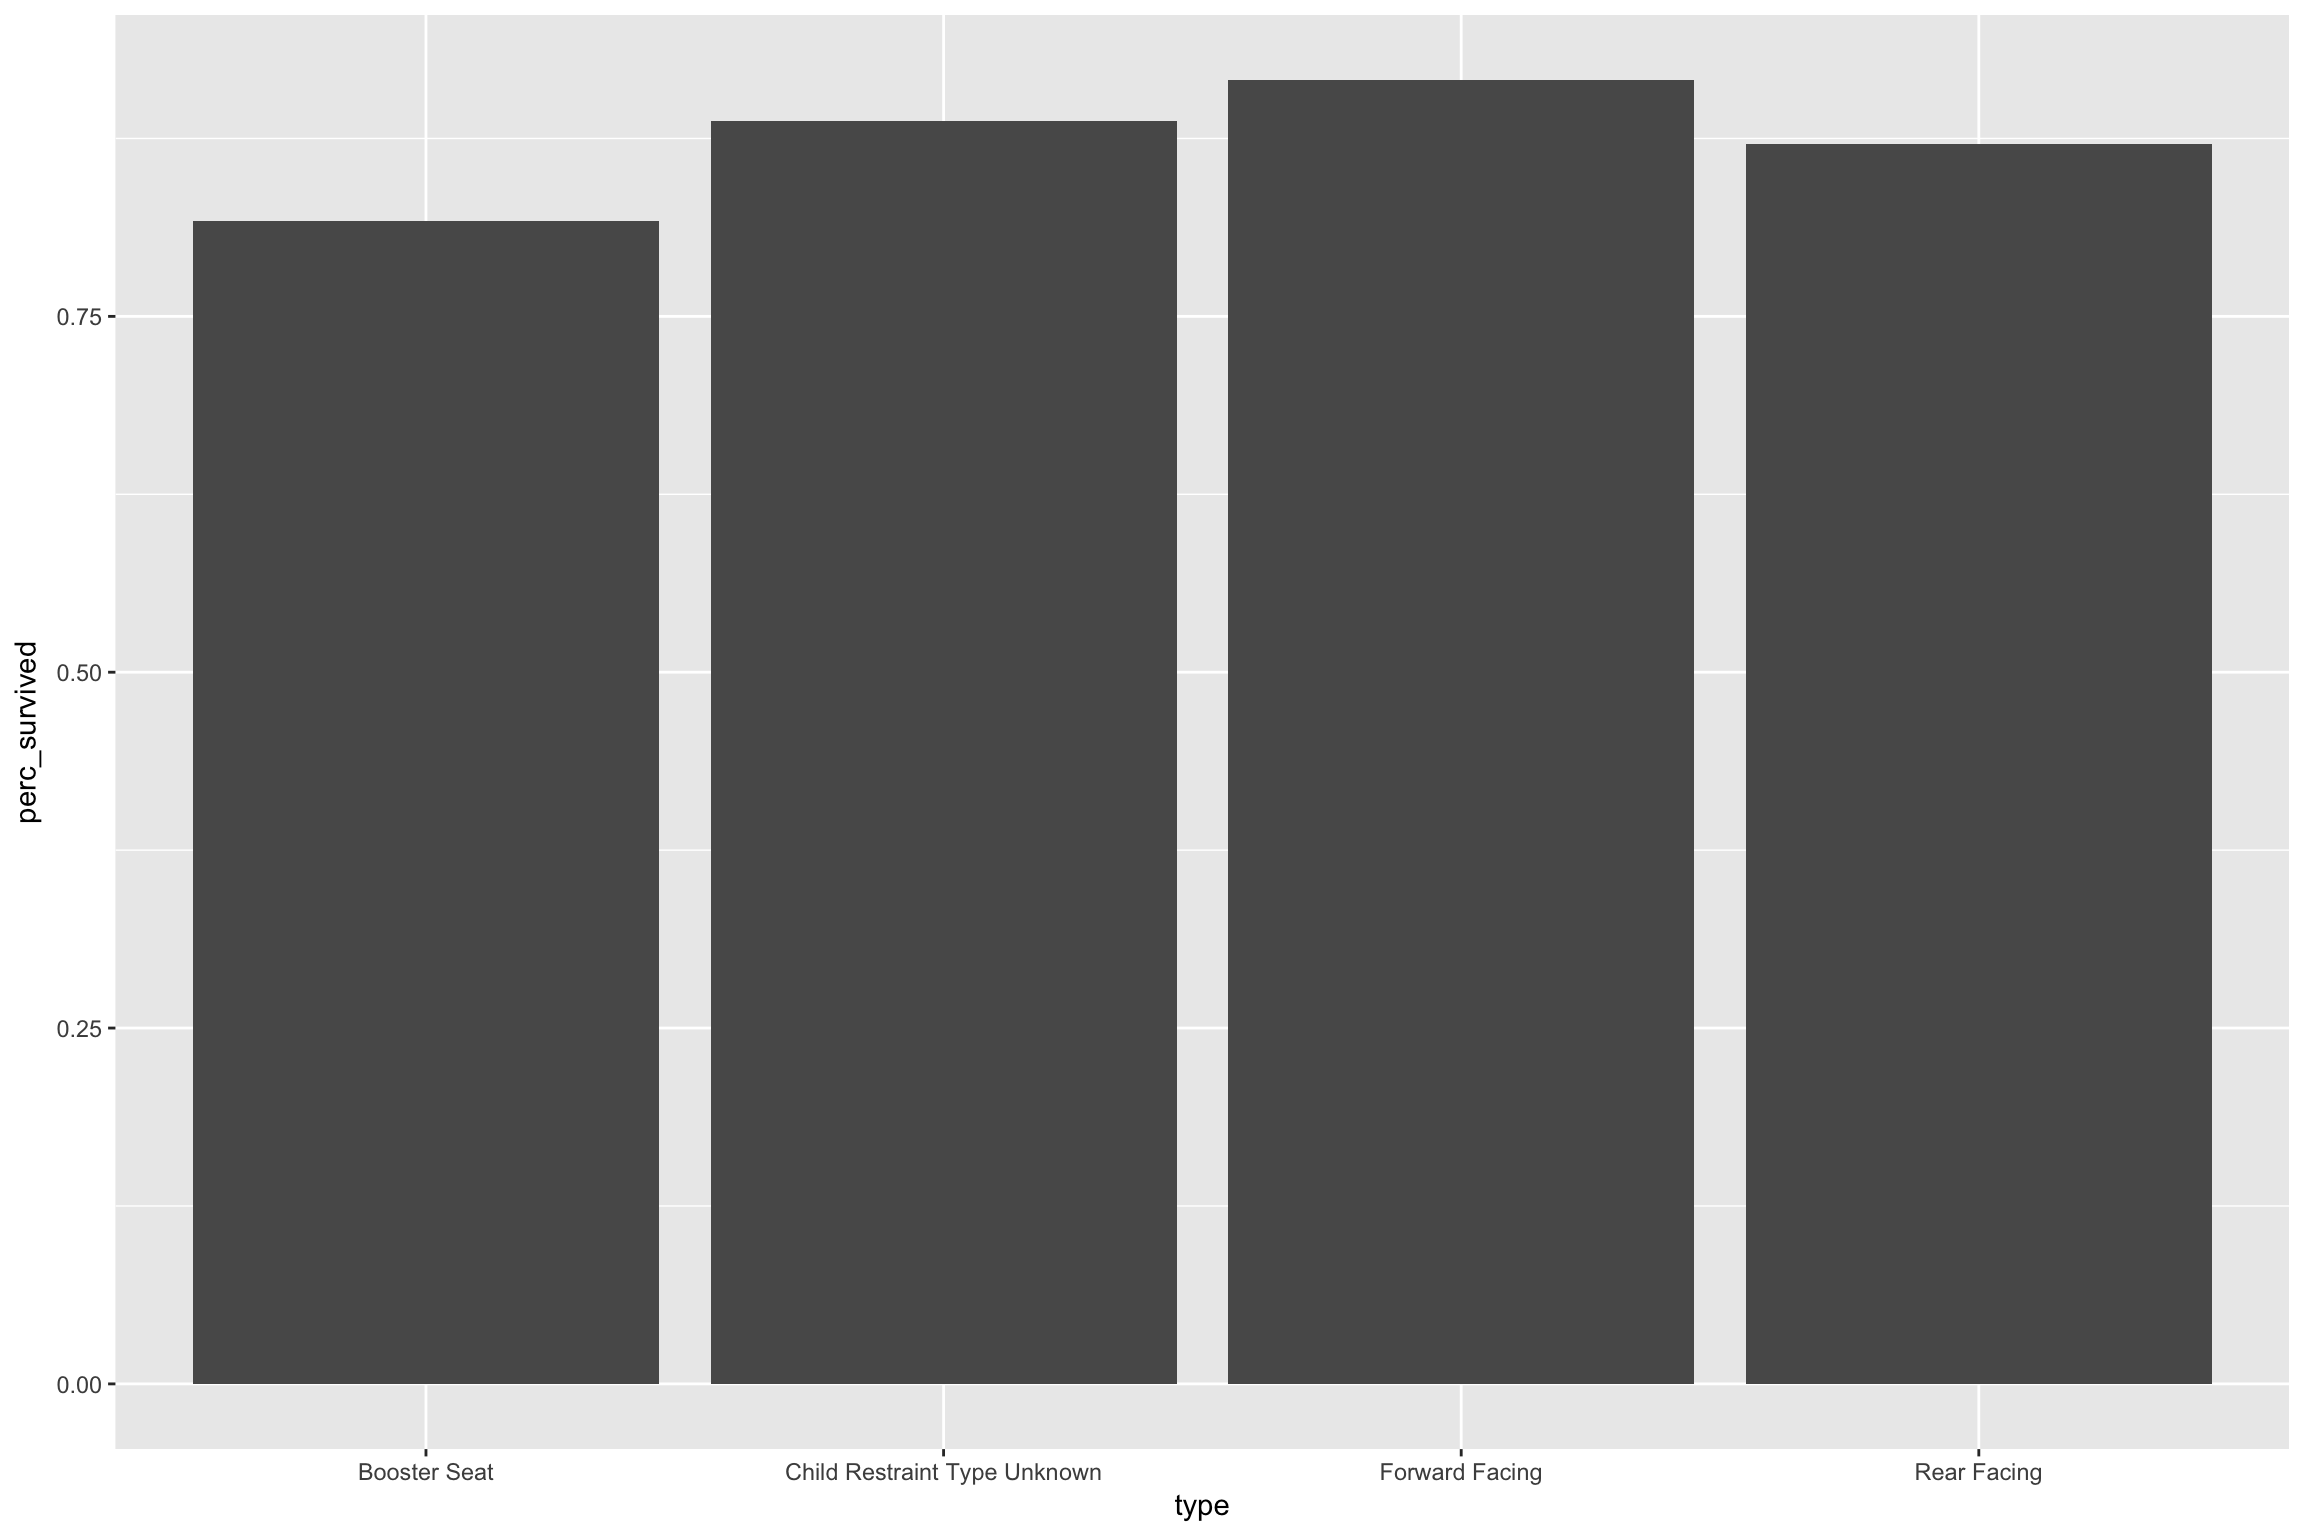 perc_survived
0.75
0.50
0.25
0.00
Booster Seat
Child Restraint Type Unknown
Forward Facing
Rear Facing
type